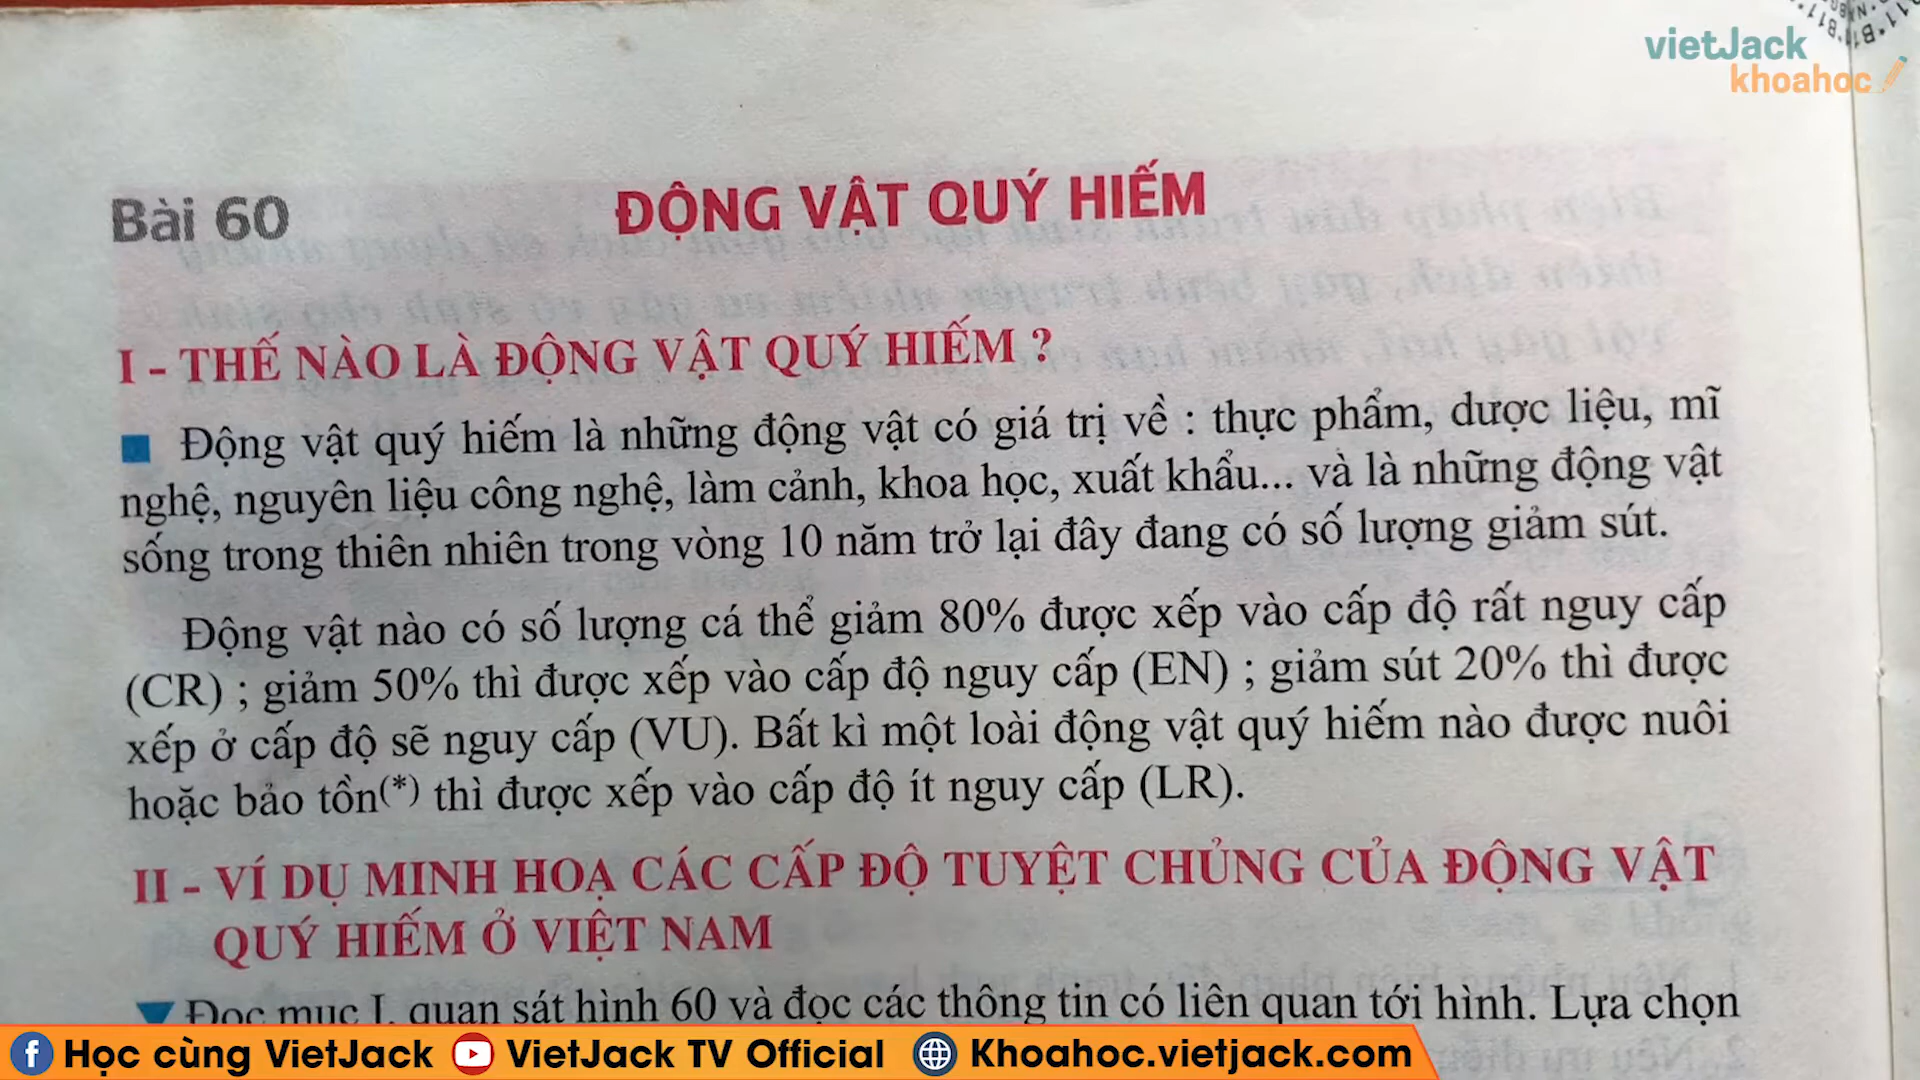 vietJack
khoahoc
Bài 60
ĐỘNG VẬT QUÝ HIẾM
I - THẾ NÀO LÀ ĐỘNG VẬT QUÝ HIẾM ?
Động vật quý hiếm là những động vật có giá trị về : thực phẩm, dược liệu, mĩ
nghệ, nguyên liệu công nghệ, làm cảnh, khoa học, xuất khẩu... và là những động vật
sống trong thiên nhiên trong vòng 10 năm trở lại đây đang có số lượng giảm sút.
Động vật nào có số lượng cá thể giảm 80% được xếp vào cấp độ rất nguy cấp
(CR) ; giảm 50% thì được xếp vào cấp độ nguy cấp (EN) ; giảm sút 20% thì được
xếp ở cấp độ sẽ nguy cấp (VU). Bất kì một loài động vật quý hiếm nào được nuôi
hoặc bảo tồn(*) thì được xếp vào cấp độ ít nguy cấp (LR).
II - VÍ DỤ MINH HOẠ CÁC CẤP ĐỘ TUYỆT CHỦNG CỦA ĐỘNG VẬT
QUÝ HIẾM Ở VIỆT NAM
Đọc mục I, quan sát hình 60 và đọc các thông tin có liên quan tới hình. Lựa chọn
Học cùng VietJack VietJack TV Official Khoahoc.vietjack.com